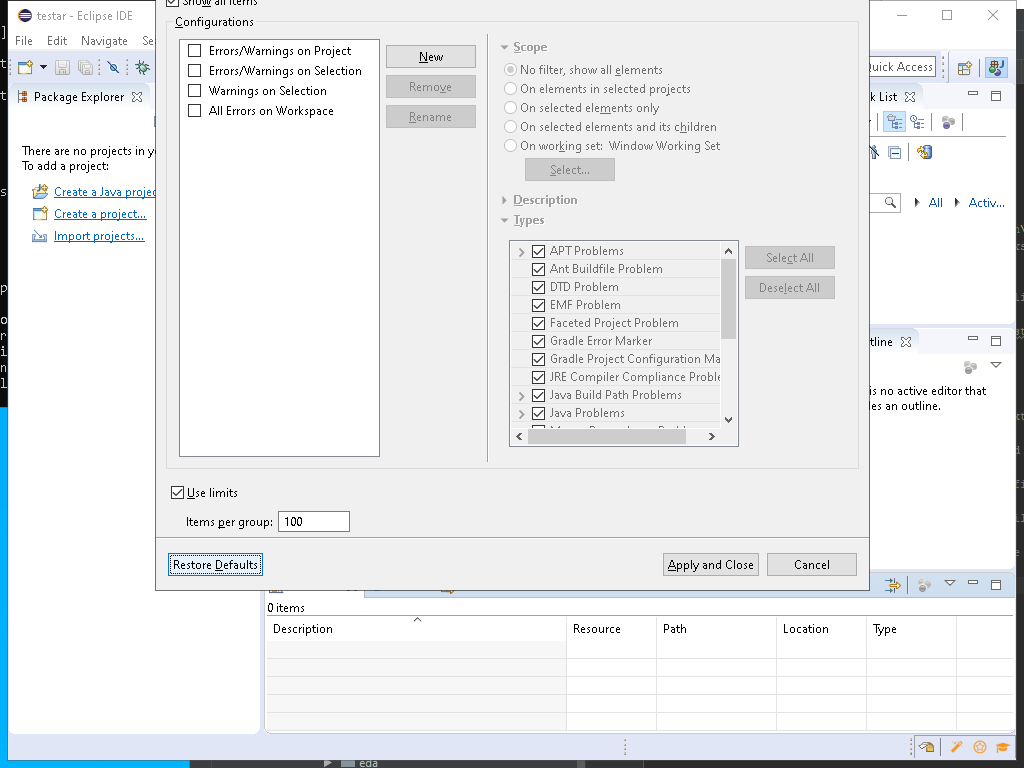 Show all items
testar - Eclipse IDE
Configurations
File Edit Navigate Se
Errors/Warnings on Project
Errors/Warnings on Selection
Warnings on Selection
All Errors on Workspace
New
Remove
Rename
Scope
No filter, show all elements
On elements in selected projects
On selected elements only
On selected elements and its children
On working set: Window Working Set
Select...
Description
Types
APT Problems
Ant Buildfile Problem
DTD Problem
EMF Problem
Faceted Project Problem
Gradle Error Marker
Gradle Project Configuration Ma
JRE Compiler Compliance Proble
Java Build Path Problems
Java Problems
Select All
Deselect All
Use limits
Items per group: 100
Restore Defaults
Apply and Close
Cancel
Quick Access
Package Explorer
There are no projects in y
To add a project:
Create a Java projec
Create a project...
Import projects...
k List
All
Activ...
tline
is no active editor that
es an outline.
0 items
Description Resource Path Location Type
eda